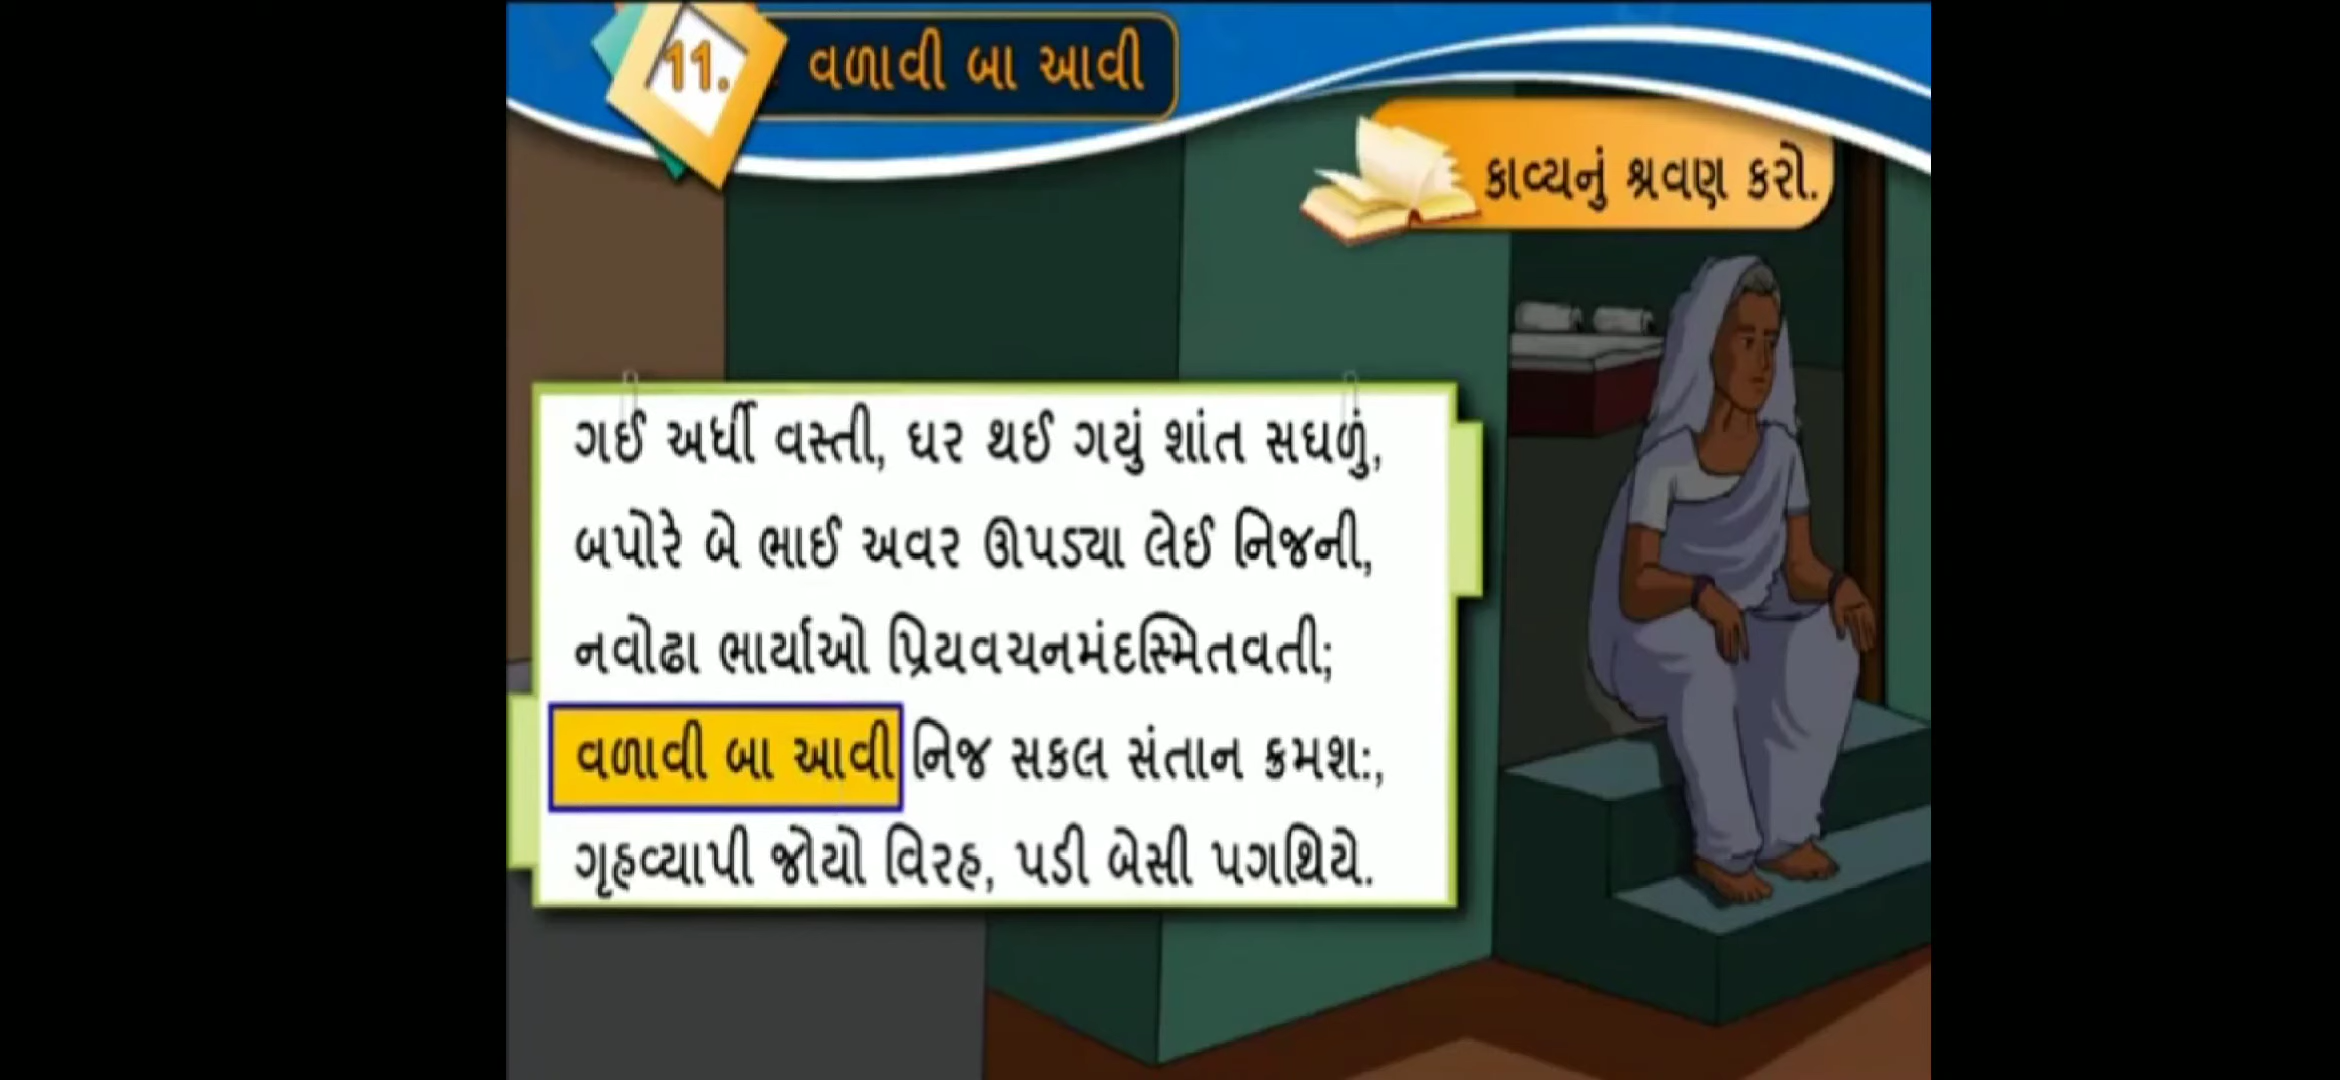 11. વળાવી બા આવી
કાવ્યનું શ્રવણ કરો.
ગઈ અર્ધી વસ્તી, ઘર થઈ ગયું શાંત સઘળું,
બપોરે બે ભાઈ અવર ઊપડ્યા લેઈ નિજની,
નવોઢા ભાર્યાઓ પ્રિયવચનમંદસ્મિતવતી;
વળાવી બા આવી નિજ સકલ સંતાન ક્રમશઃ,
ગૃહવ્યાપી જોયો વિરહ, પડી બેસી પગથિયે.